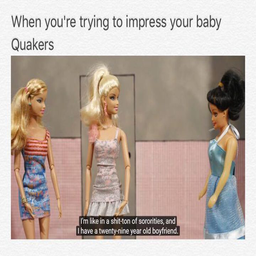 When you're trying to impress your baby
Quakers
I'm like in a shit-ton of sororities, and
I have a twenty-nine year old boyfriend.